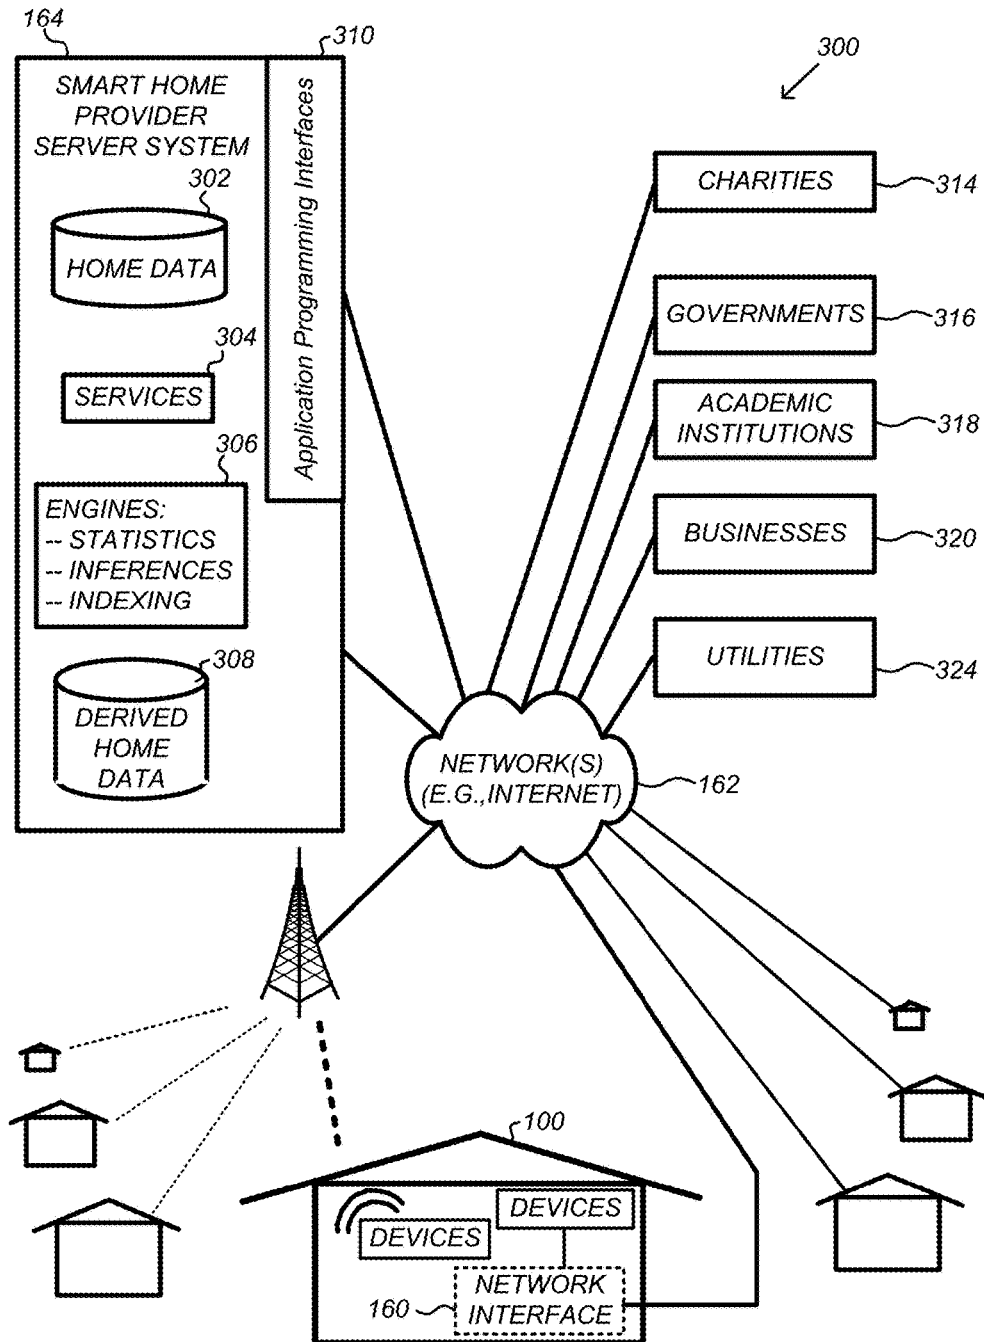 164
310
300
SMART HOME
PROVIDER
SERVER SYSTEM
Application Programming Interfaces
302
HOME DATA
304
SERVICES
306
ENGINES:
-- STATISTICS
-- INFERENCES
-- INDEXING
308
DERIVED
HOME
DATA
CHARITIES
314
GOVERNMENTS
316
ACADEMIC
INSTITUTIONS
318
BUSINESSES
320
UTILITIES
324
NETWORK(S)
(E.G.,INTERNET)
162
100
DEVICES
DEVICES
NETWORK
INTERFACE
160